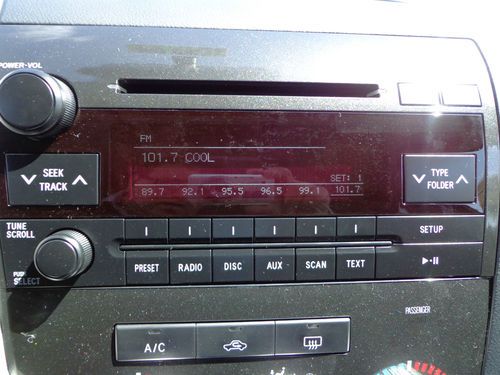 POWER-VOL
FM
101.7 COOL
SET: 1
89.7 92.1 95.5 96.5 99.1 101.7
SEEK
TRACK
TYPE
FOLDER
TUNE
SCROLL
PUSH
SELECT
PRESET RADIO DISC AUX SCAN TEXT
SETUP
A/C
PASSENGER